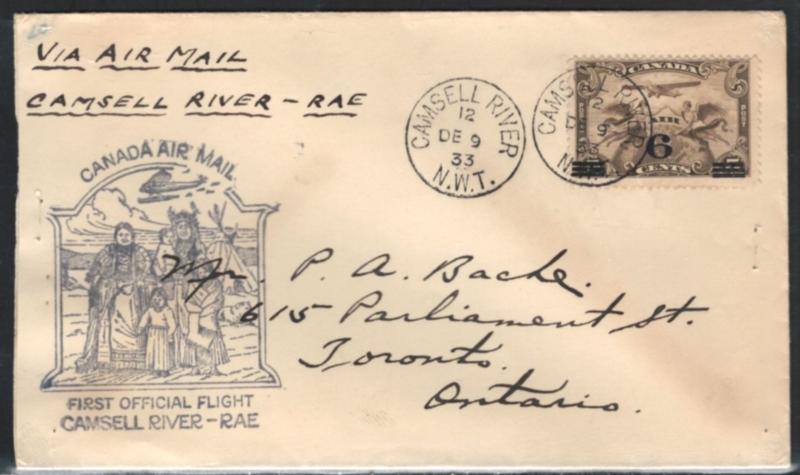 VIA AIR MAIL
CAMSELL RIVER - RAE
CAMSELL RIVER
12
DE 9
33
N.W.T.
CANADA
AIR
6
CENTS
CANADA AIR MAIL
Mr. P. A. Bache.
615 Parliament St.
Toronto.
Ontario.
FIRST OFFICIAL FLIGHT
CAMSELL RIVER - RAE